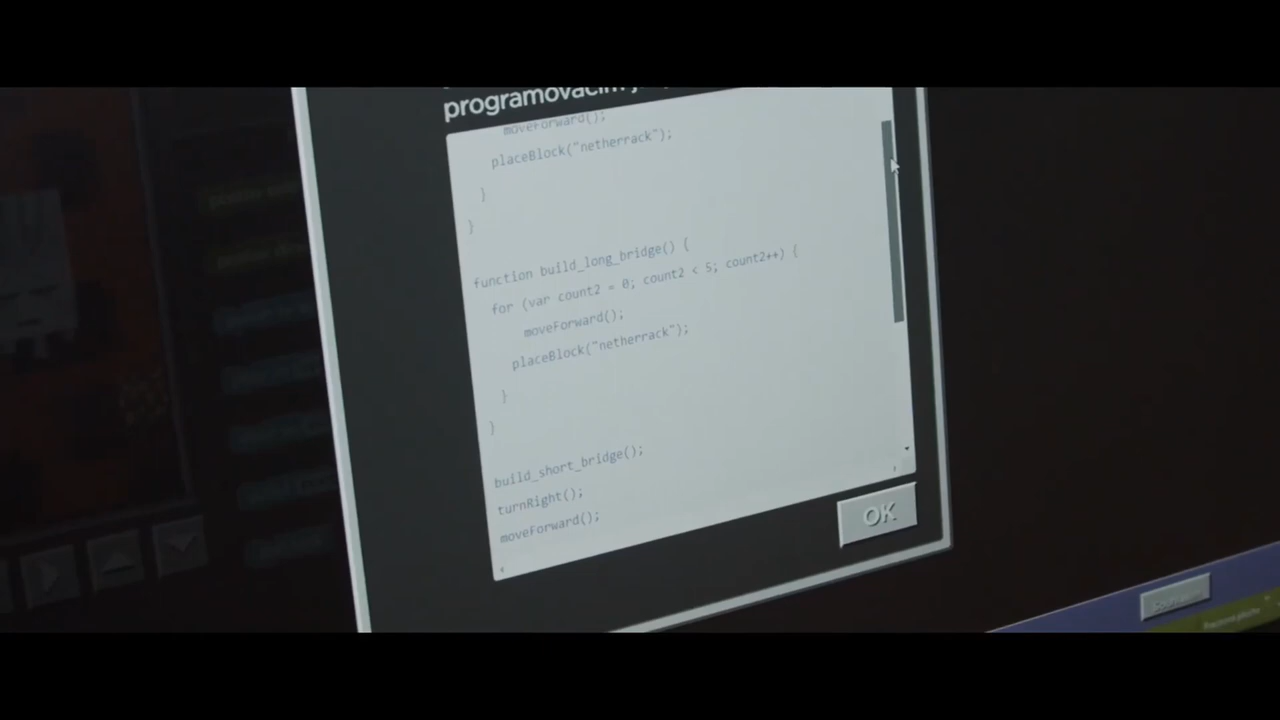 programovacím
moveForward();
placeBlock("netherrack");
}
}
function build_long_bridge() {
for (var count2 = 0; count2 < 5; count2++) {
moveForward();
placeBlock("netherrack");
}
}
build_short_bridge();
turnRight();
moveForward();
OK